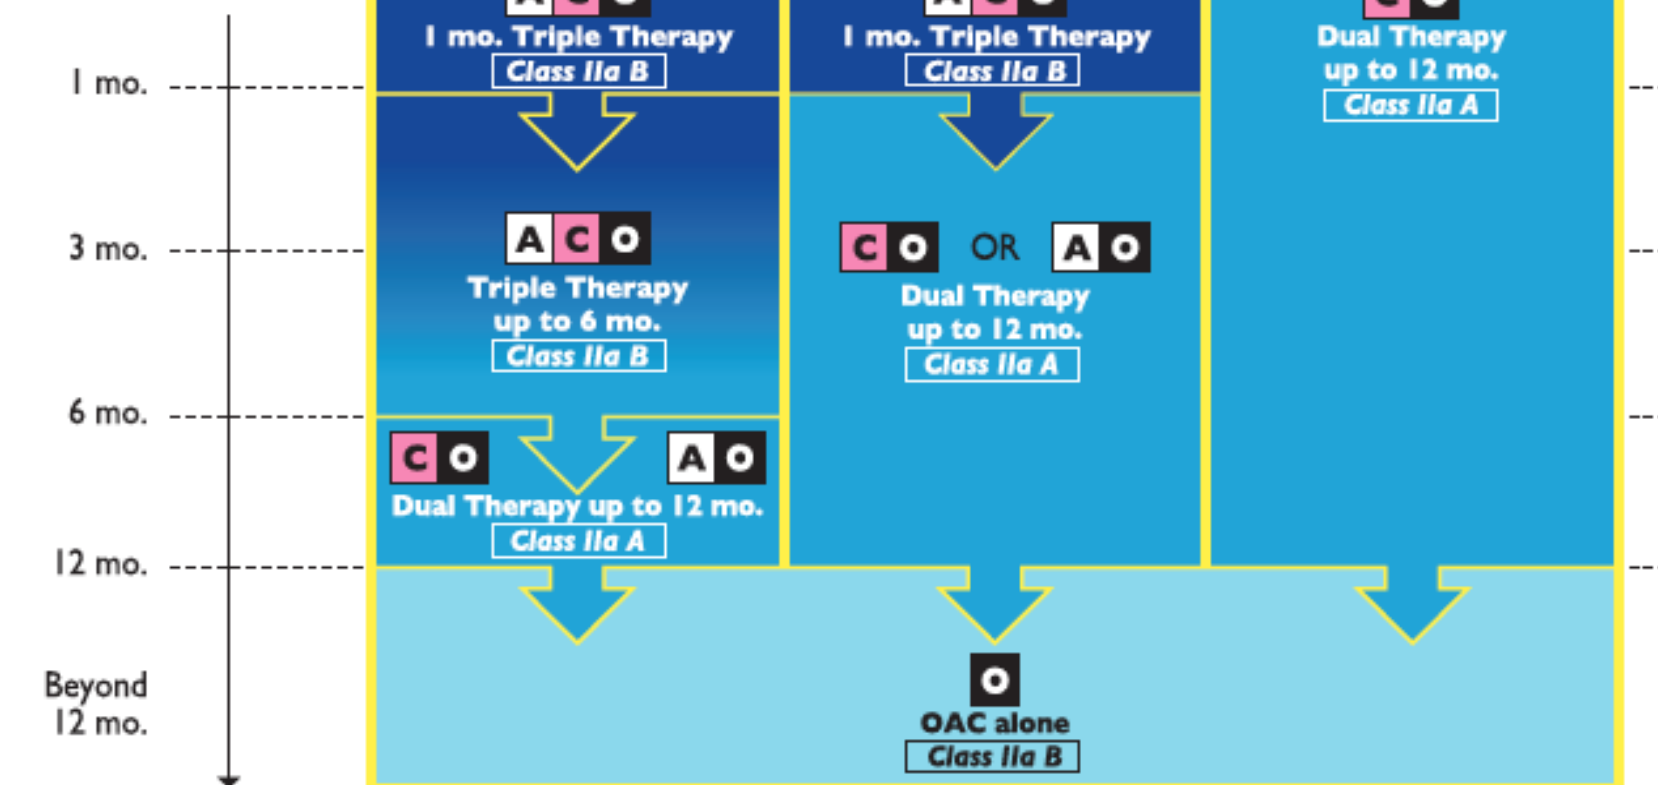 A C O
1 mo. Triple Therapy
Class IIa B
A C O
1 mo. Triple Therapy
Class IIa B
C O
Dual Therapy
up to 12 mo.
Class IIa A
1 mo.
A C O
Triple Therapy
up to 6 mo.
Class IIa B
C O OR A O
Dual Therapy
up to 12 mo.
Class IIa A
3 mo.
6 mo.
C O A O
Dual Therapy up to 12 mo.
Class IIa A
12 mo.
Beyond
12 mo.
O
OAC alone
Class IIa B